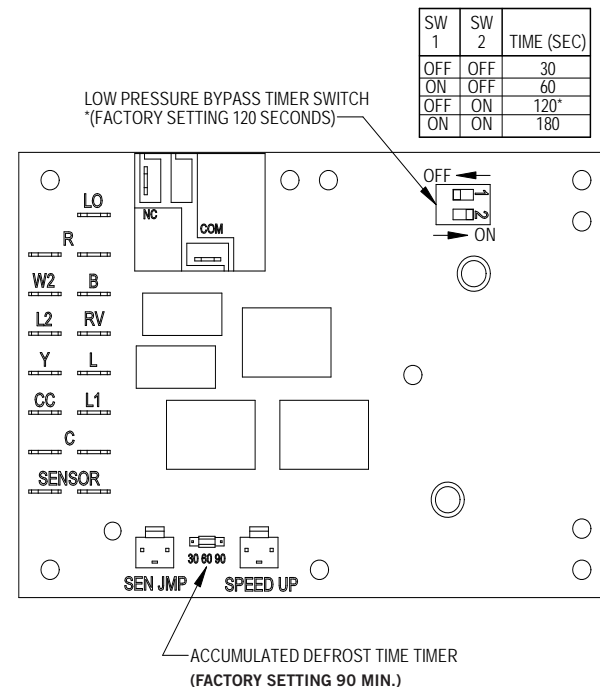 SW 1 SW 2 TIME (SEC)
OFF OFF 30
ON OFF 60
OFF ON 120*
ON ON 180
LOW PRESSURE BYPASS TIMER SWITCH
*(FACTORY SETTING 120 SECONDS)
OFF
1
2
ON
NC
COM
LO
R
W2 B
L2 RV
Y L
CC L1
C
SENSOR
30 60 90
SEN JMP SPEED UP
ACCUMULATED DEFROST TIME TIMER
(FACTORY SETTING 90 MIN.)